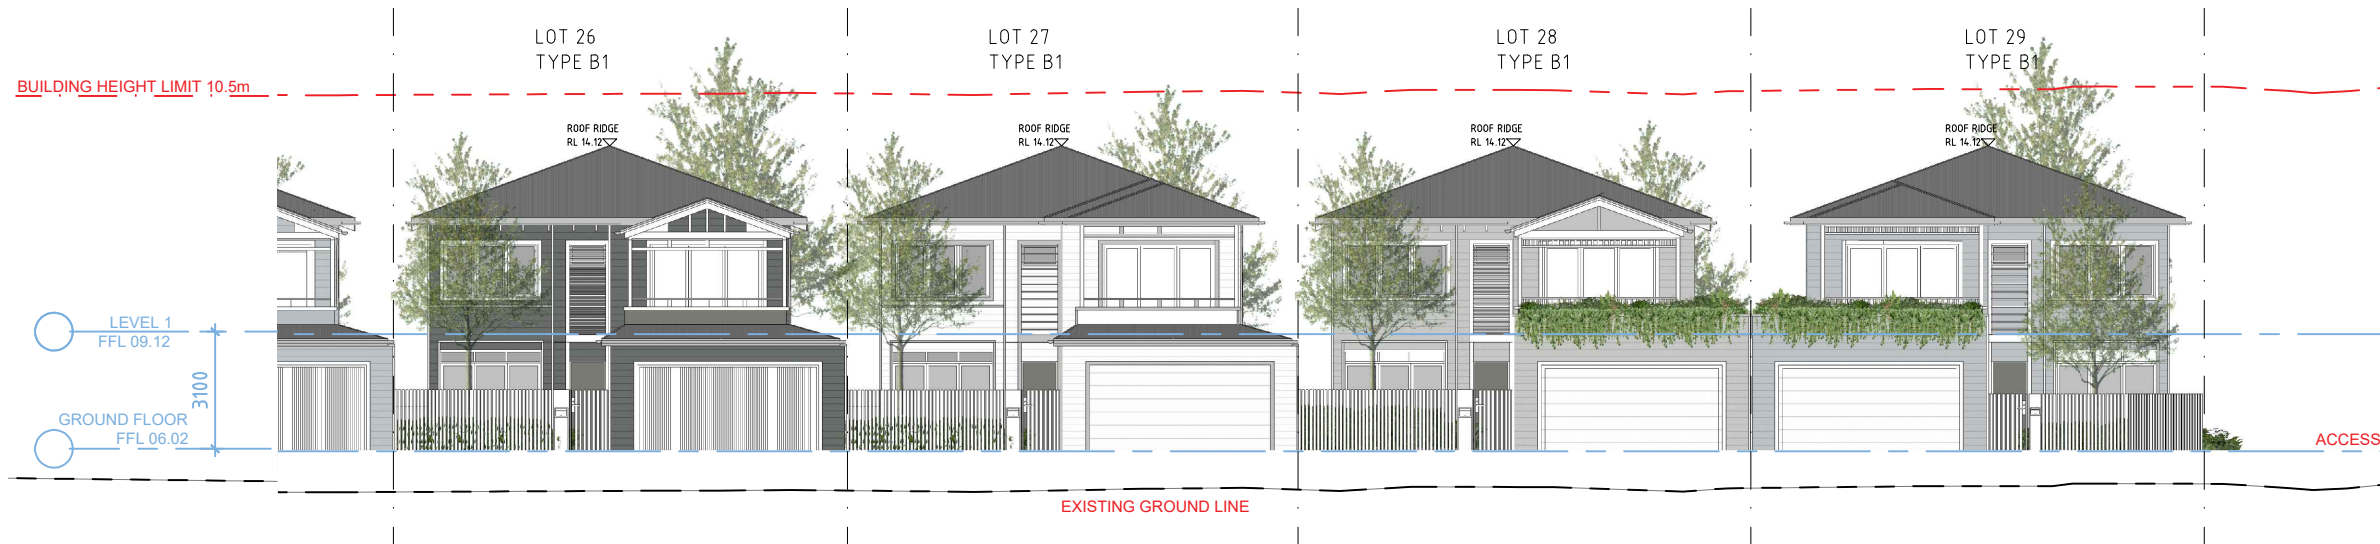 LOT 26
TYPE B1
LOT 27
TYPE B1
LOT 28
TYPE B1
LOT 29
TYPE B1
BUILDING HEIGHT LIMIT 10.5m
ROOF RIDGE
RL 14.12
ROOF RIDGE
RL 14.12
ROOF RIDGE
RL 14.12
ROOF RIDGE
RL 14.12
LEVEL 1
FFL 09.12
3100
GROUND FLOOR
FFL 06.02
ACCESS
EXISTING GROUND LINE